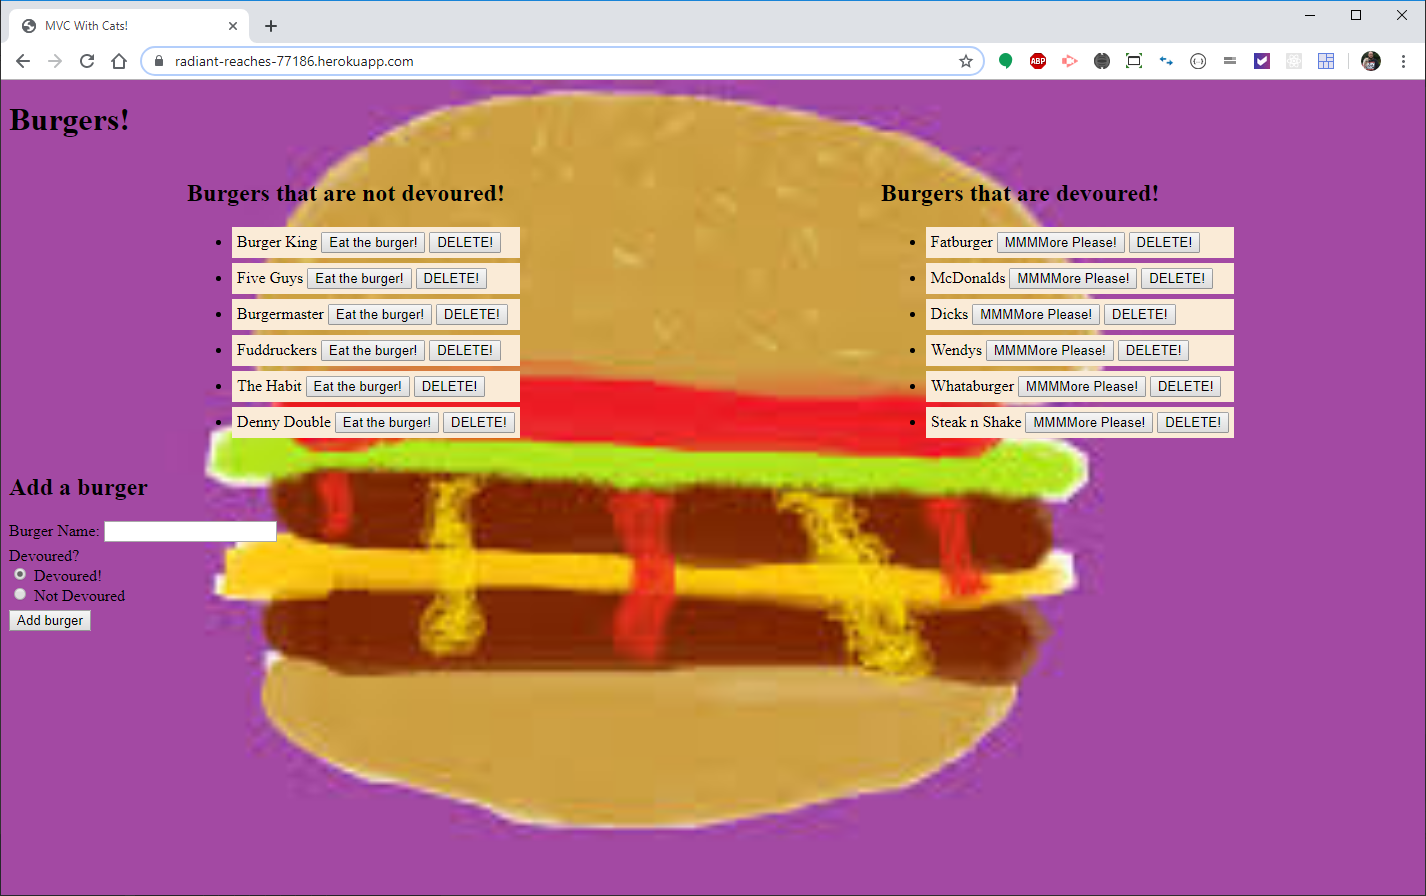 MVC With Cats!
radiant-reaches-77186.herokuapp.com
ABP
Burgers!
Burgers that are not devoured!
Burger King Eat the burger! DELETE!
Five Guys Eat the burger! DELETE!
Burgermaster Eat the burger! DELETE!
Fuddruckers Eat the burger! DELETE!
The Habit Eat the burger! DELETE!
Denny Double Eat the burger! DELETE!
Burgers that are devoured!
Fatburger MMMMore Please! DELETE!
McDonalds MMMMore Please! DELETE!
Dicks MMMMore Please! DELETE!
Wendys MMMMore Please! DELETE!
Whataburger MMMMore Please! DELETE!
Steak n Shake MMMMore Please! DELETE!
Add a burger
Burger Name:
Devoured?
Devoured!
Not Devoured
Add burger